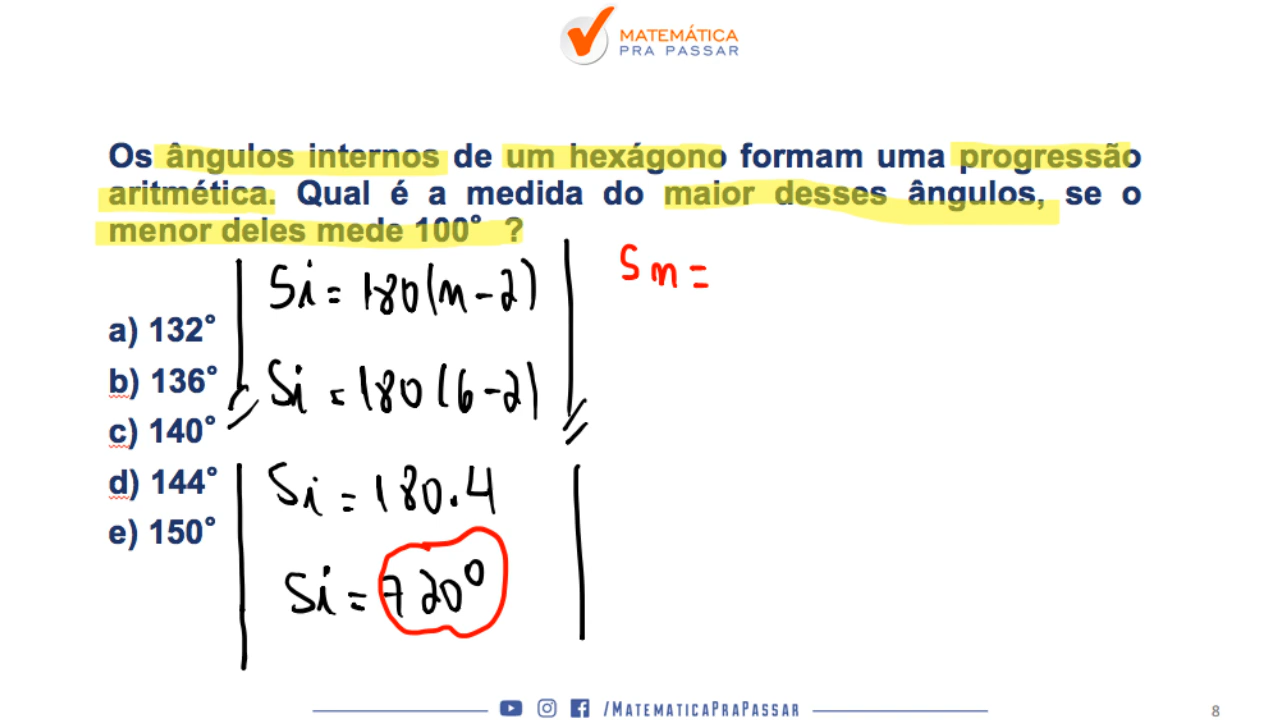 MATEMÁTICA
PRA PASSAR
Os ângulos internos de um hexágono formam uma progressão
aritmética. Qual é a medida do maior desses ângulos, se o
menor deles mede 100° ?
Si = 180(n-2)
Sn =
a) 132°
b) 136°
Si = 180(6-2)
c) 140°
d) 144°
Si = 180.4
e) 150°
Si = 720°
/MATEMATICAPRAPASSAR
8